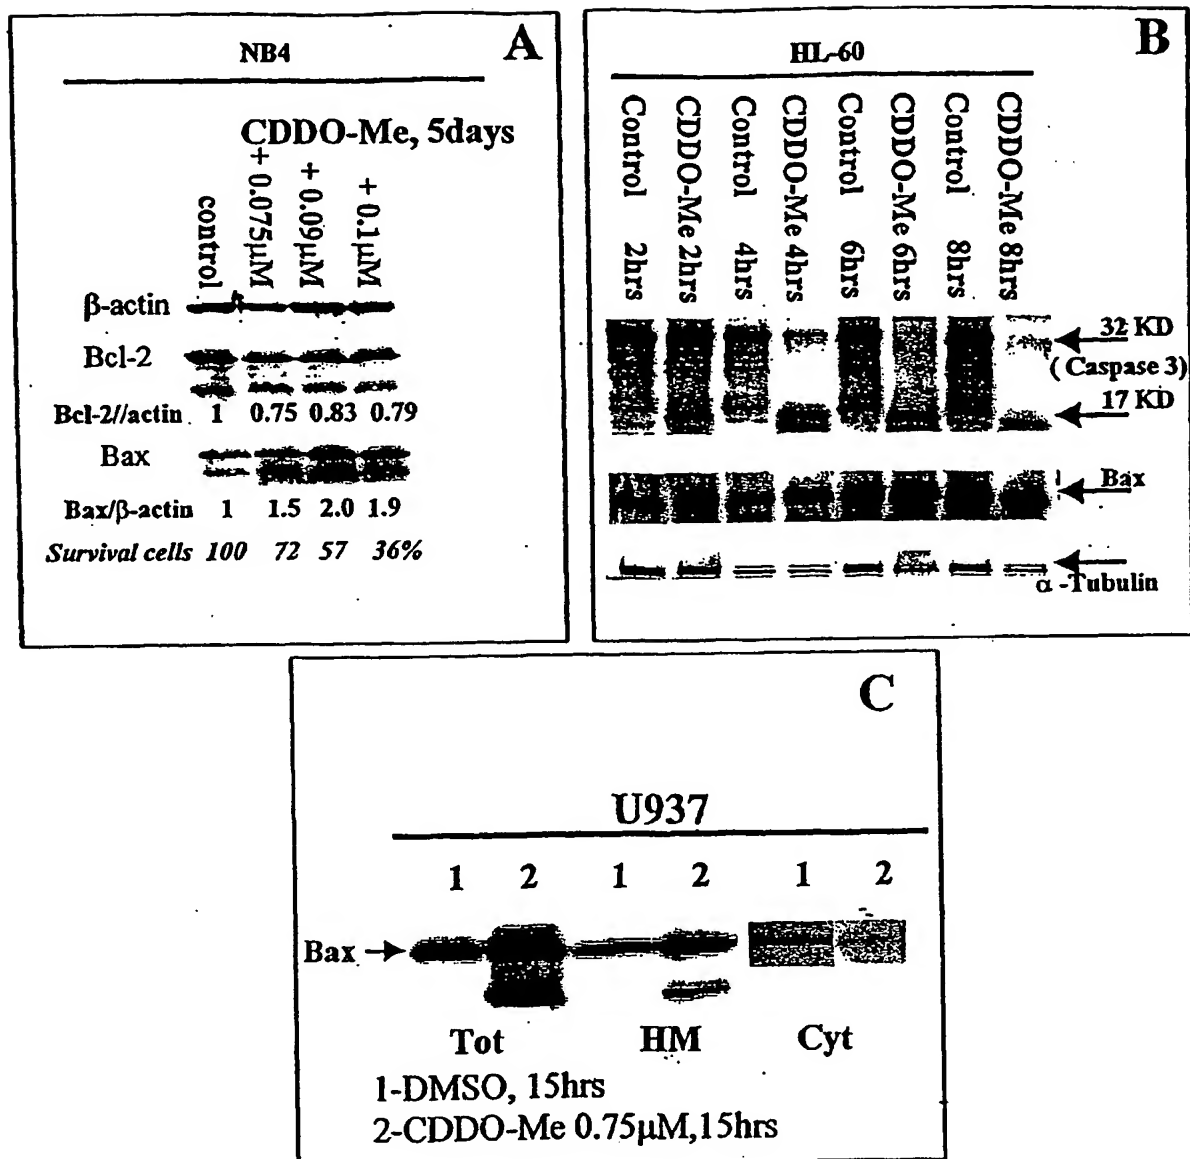 A
NB4
CDDO-Me, 5days
control
+ 0.075µM
+ 0.09µM
+ 0.1µM
β-actin
Bcl-2
Bcl-2//actin 1 0.75 0.83 0.79
Bax
Bax/β-actin 1 1.5 2.0 1.9
Survival cells 100 72 57 36%
B
HL-60
Control 2hrs
CDDO-Me 2hrs
Control 4hrs
CDDO-Me 4hrs
Control 6hrs
CDDO-Me 6hrs
Control 8hrs
CDDO-Me 8hrs
32 KD
( Caspase 3)
17 KD
Bax
α -Tubulin
C
U937
1 2 1 2 1 2
Bax
Tot HM Cyt
1-DMSO, 15hrs
2-CDDO-Me 0.75µM,15hrs